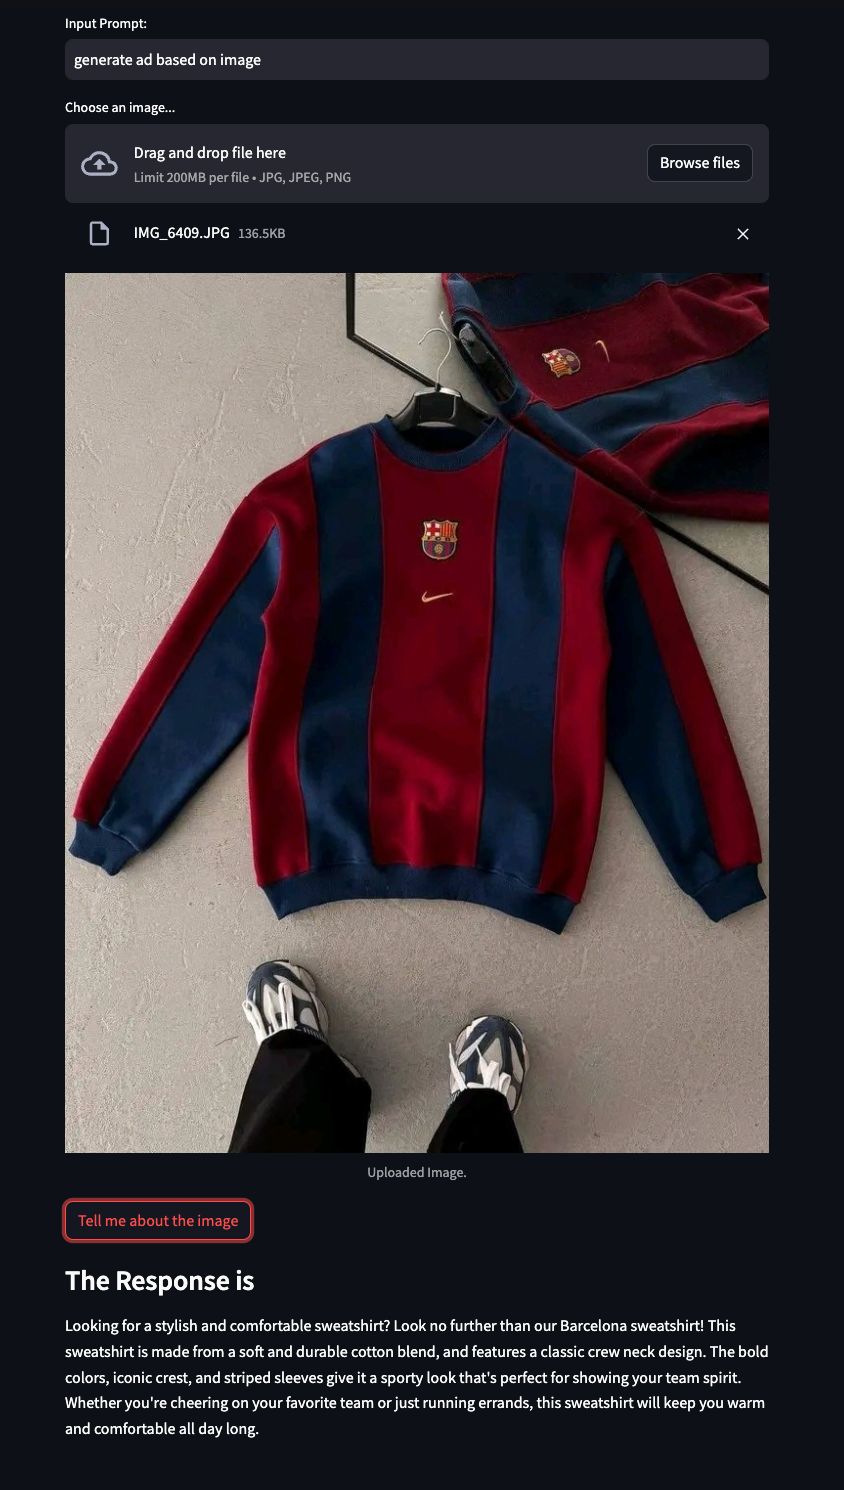 Input Prompt:
generate ad based on image
Choose an image...
Drag and drop file here
Limit 200MB per file • JPG, JPEG, PNG
Browse files
IMG_6409.JPG 136.5KB
Uploaded Image.
Tell me about the image
The Response is
Looking for a stylish and comfortable sweatshirt? Look no further than our Barcelona sweatshirt! This
sweatshirt is made from a soft and durable cotton blend, and features a classic crew neck design. The bold
colors, iconic crest, and striped sleeves give it a sporty look that's perfect for showing your team spirit.
Whether you're cheering on your favorite team or just running errands, this sweatshirt will keep you warm
and comfortable all day long.